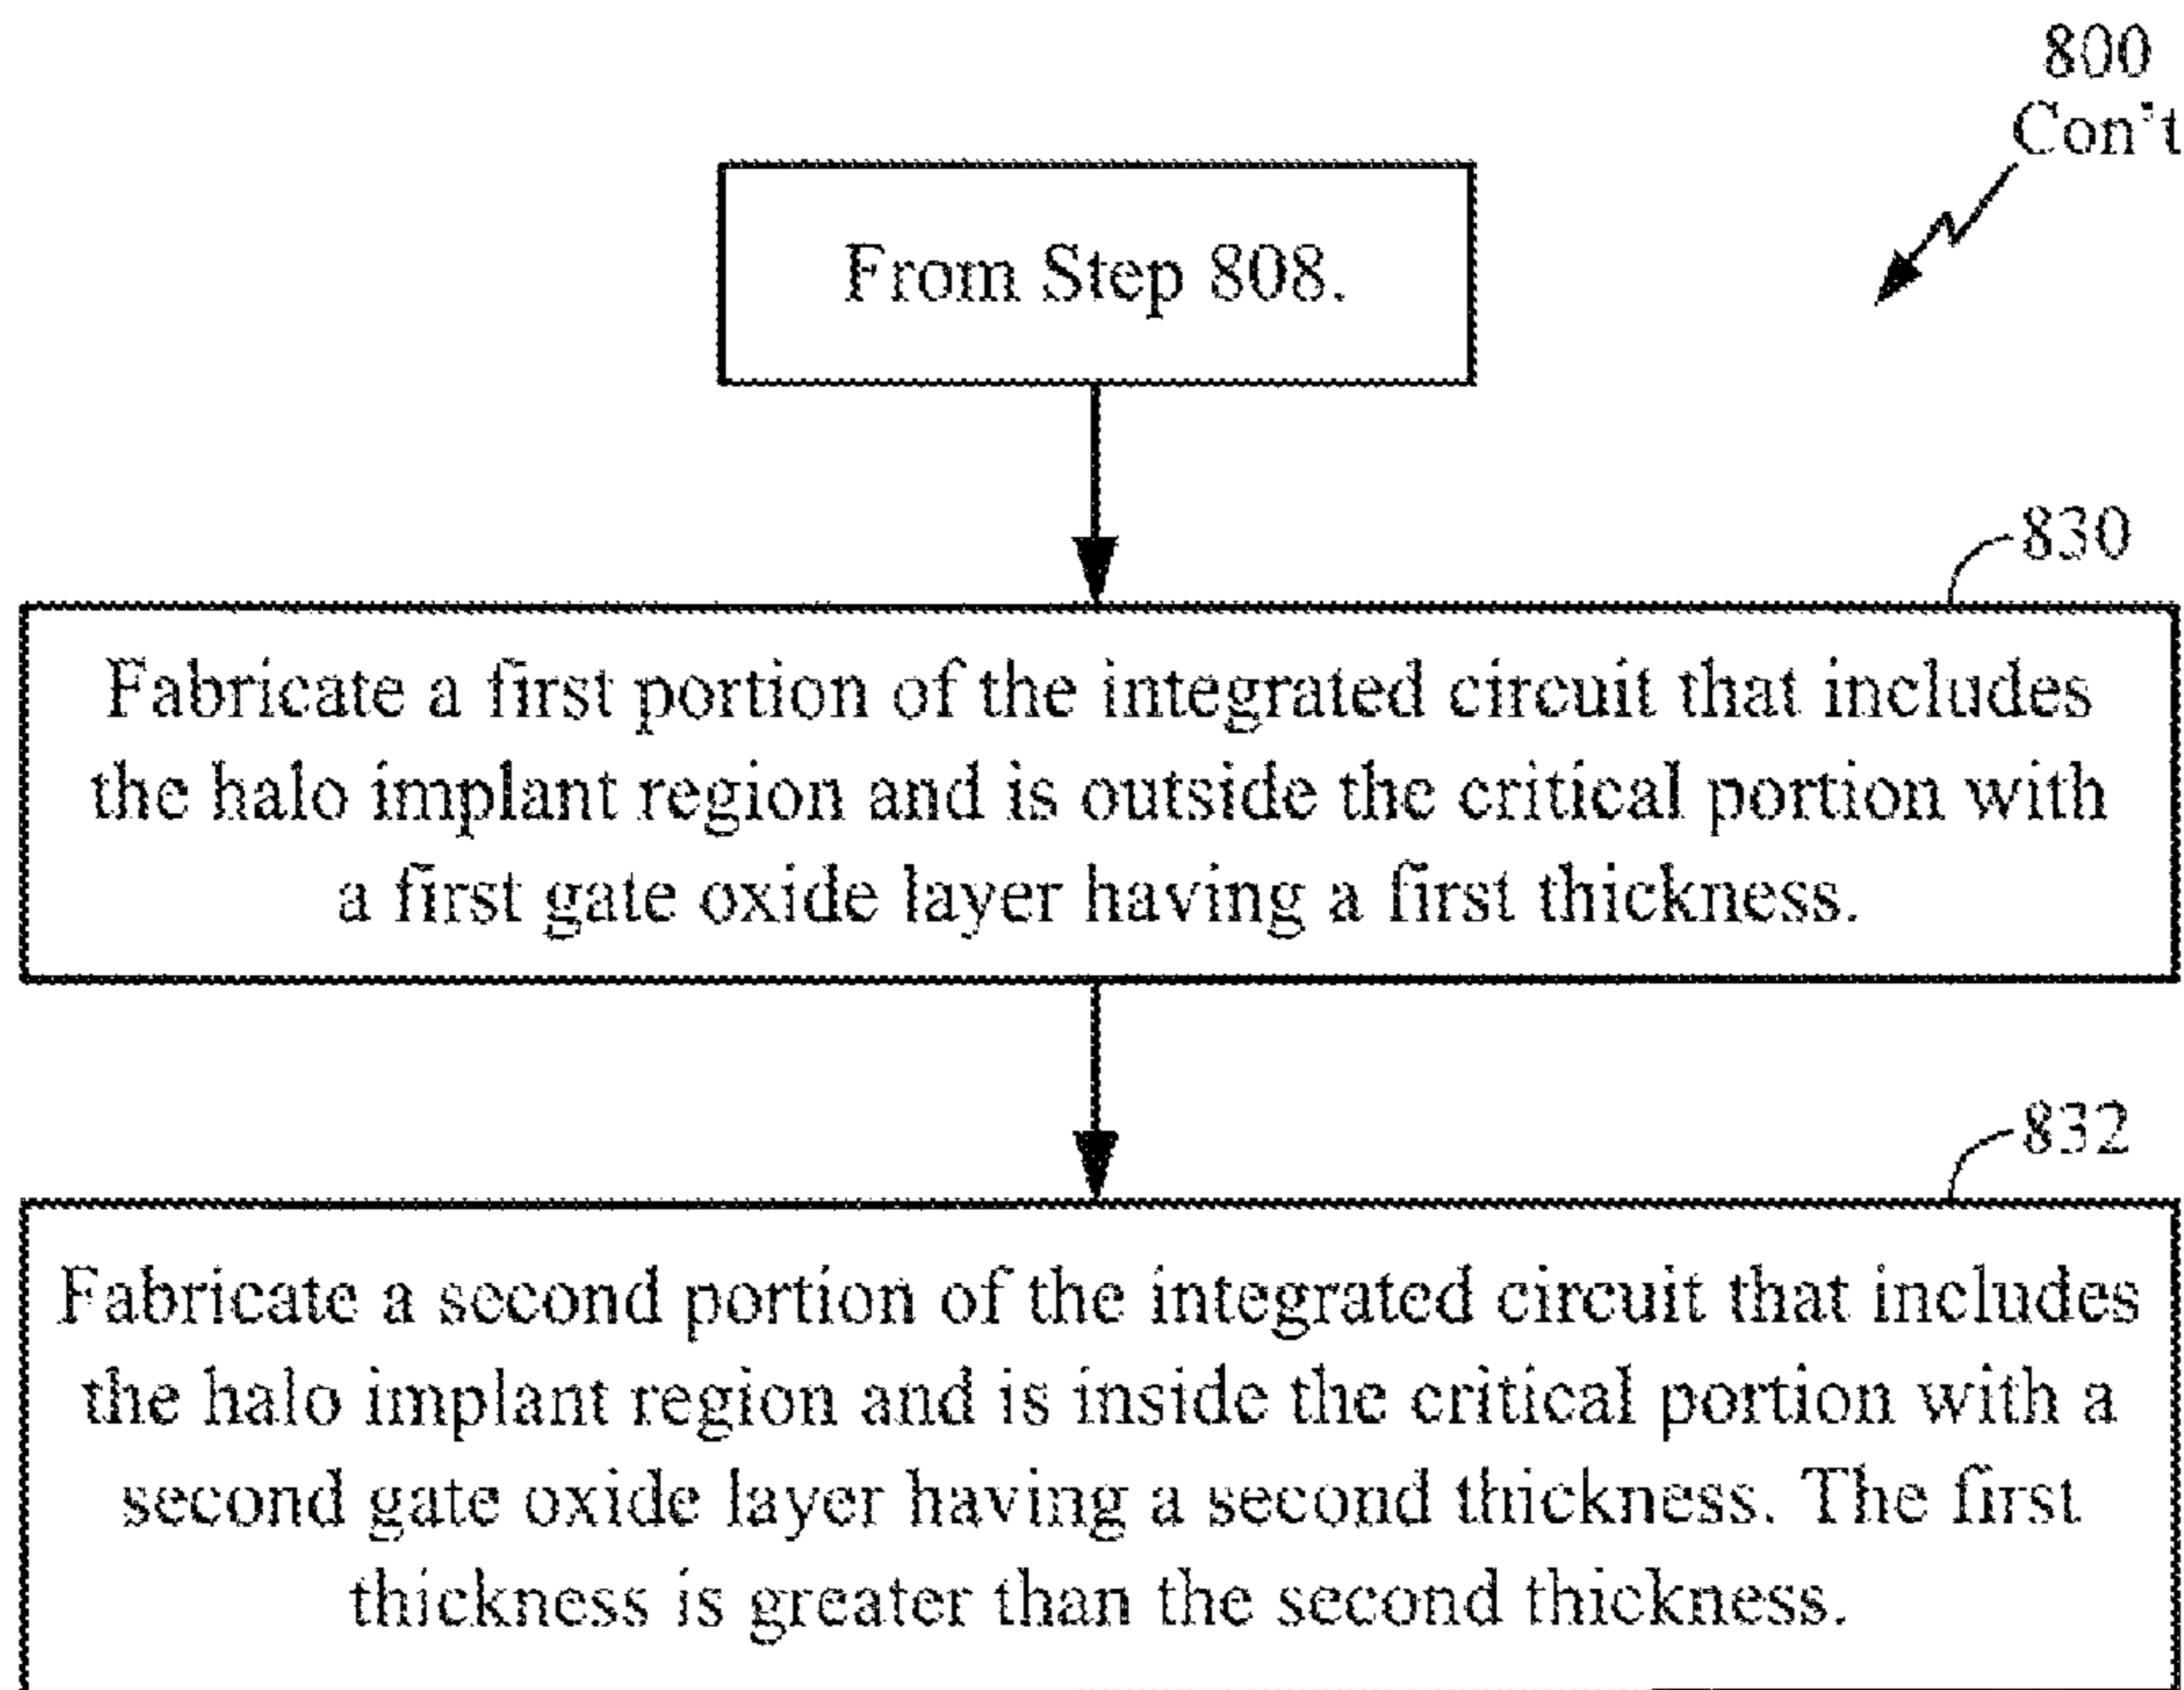 800
Con't
From Step 808.
830
Fabricate a first portion of the integrated circuit that includes
the halo implant region and is outside the critical portion with
a first gate oxide layer having a first thickness.
832
Fabricate a second portion of the integrated circuit that includes
the halo implant region and is inside the critical portion with a
second gate oxide layer having a second thickness. The first
thickness is greater than the second thickness.